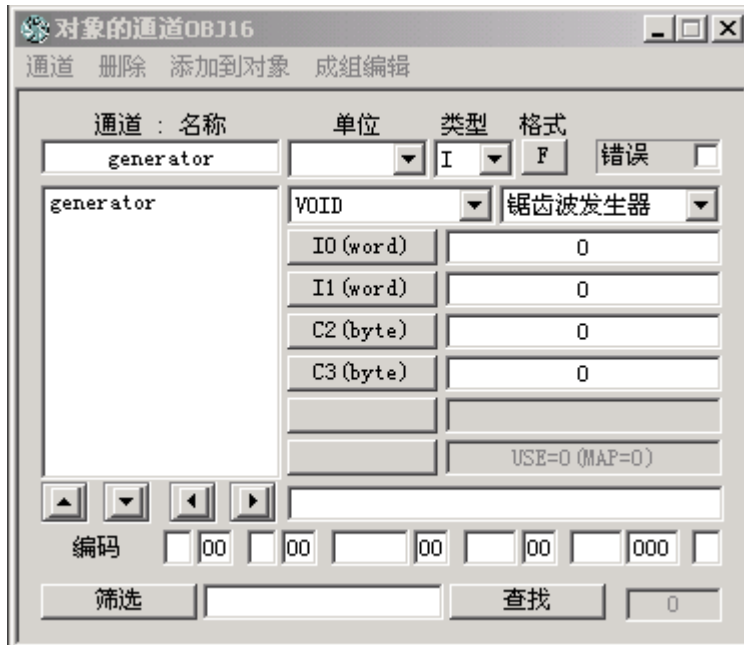 对象的通道OBJ16
通道 删除 添加到对象 成组编辑
通道 : 名称 单位 类型 格式
generator I F 错误
generator VOID 锯齿波发生器
I0(word) 0
I1(word) 0
C2(byte) 0
C3(byte) 0
USE=0(MAP=0)
编码 00 00 00 00 000
筛选 查找 0